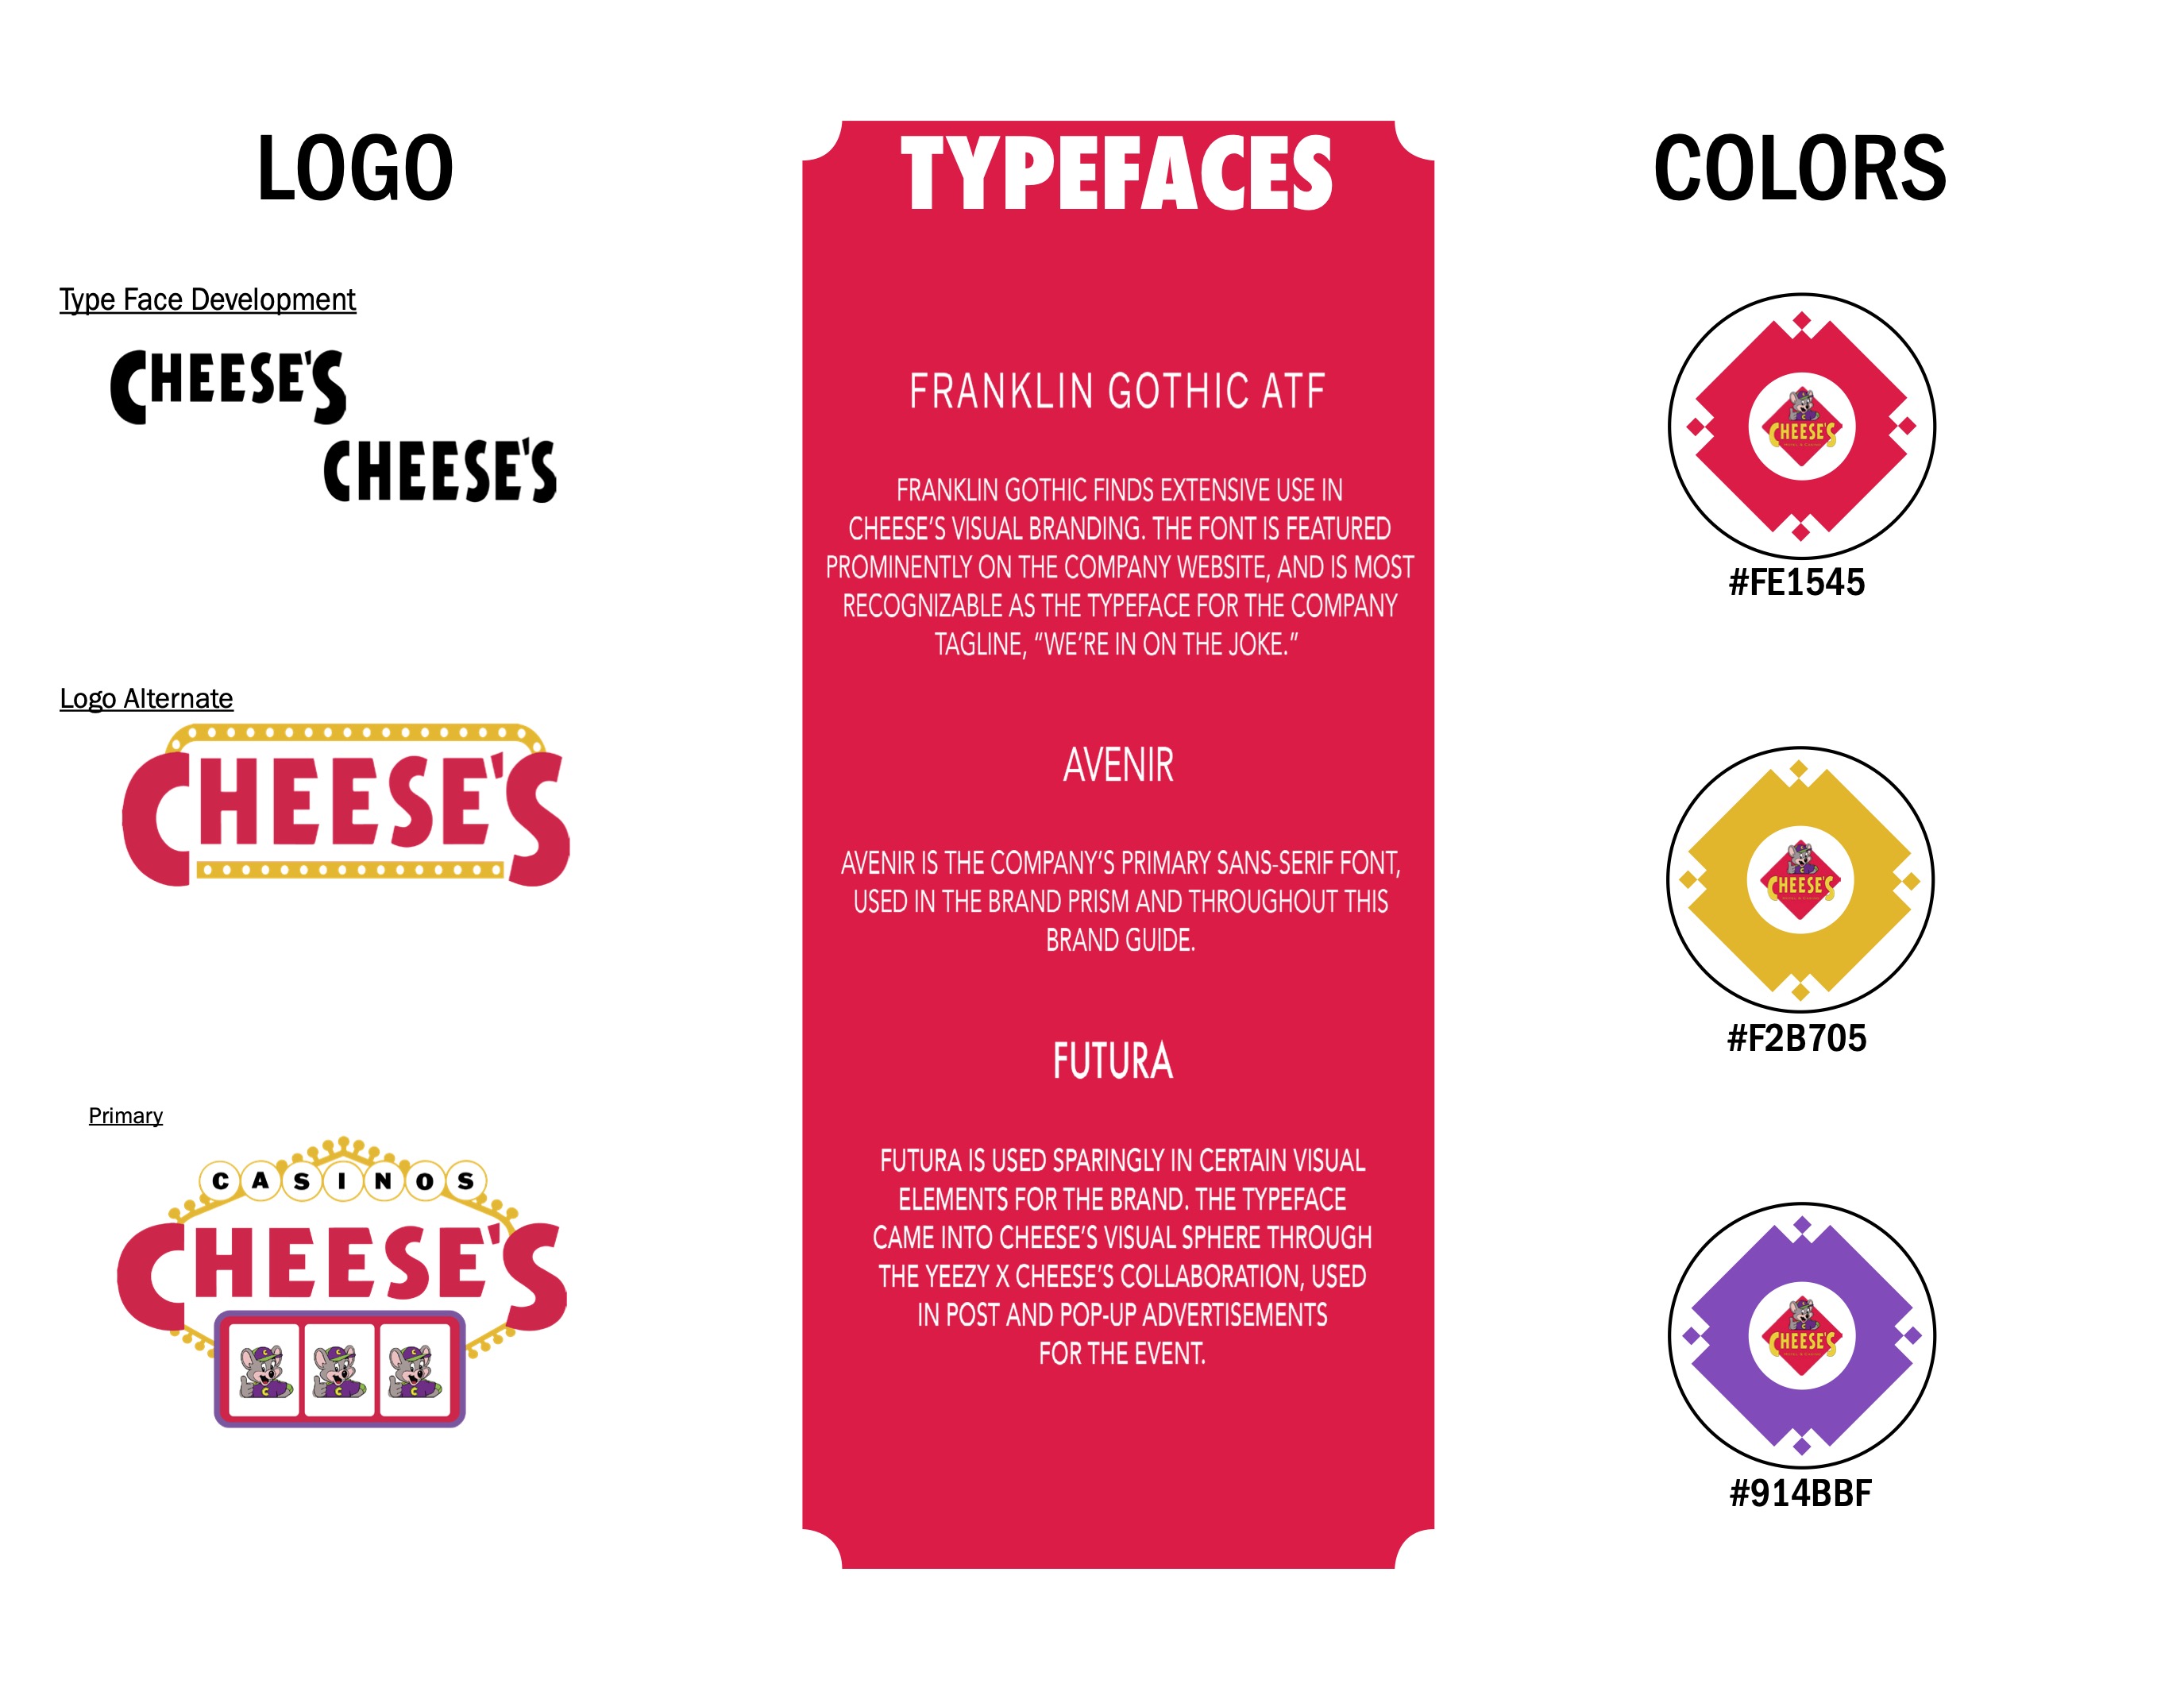 LOGO
Type Face Development
CHEESE'S
CHEESE'S
Logo Alternate
CHEESE'S
Primary
CASINOS
CHEESE'S
C
C
C
C
C
C
TYPEFACES
FRANKLIN GOTHIC ATF
FRANKLIN GOTHIC FINDS EXTENSIVE USE IN
CHEESE’S VISUAL BRANDING. THE FONT IS FEATURED
PROMINENTLY ON THE COMPANY WEBSITE, AND IS MOST
RECOGNIZABLE AS THE TYPEFACE FOR THE COMPANY
TAGLINE, “WE’RE IN ON THE JOKE.”
AVENIR
AVENIR IS THE COMPANY’S PRIMARY SANS-SERIF FONT,
USED IN THE BRAND PRISM AND THROUGHOUT THIS
BRAND GUIDE.
FUTURA
FUTURA IS USED SPARINGLY IN CERTAIN VISUAL
ELEMENTS FOR THE BRAND. THE TYPEFACE
CAME INTO CHEESE’S VISUAL SPHERE THROUGH
THE YEEZY X CHEESE’S COLLABORATION, USED
IN POST AND POP-UP ADVERTISEMENTS
FOR THE EVENT.
COLORS
CHEESE'S
#FE1545
CHEESE'S
#F2B705
CHEESE'S
#914BBF